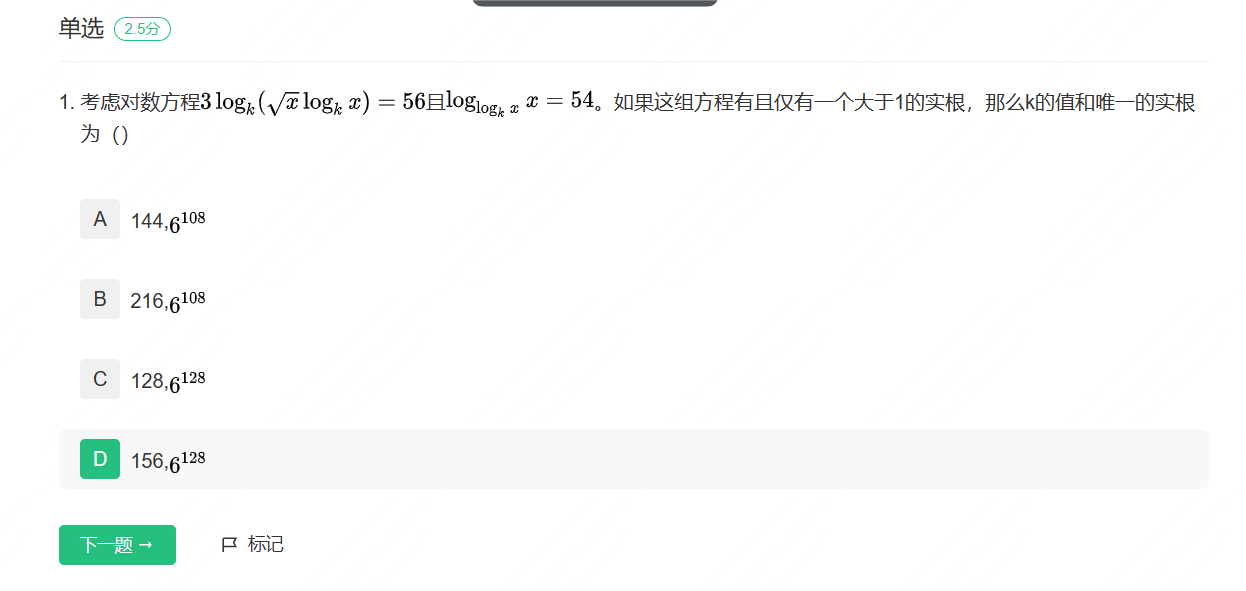 单选 2.5分
1. 考虑对数方程$3\log_k(\sqrt{x}\log_k x)=56$且$\log_{\log_k x} x=54$。如果这组方程有且仅有一个大于1的实根，那么k的值和唯一的实根
为（）
A 144,$6^{108}$
B 216,$6^{108}$
C 128,$6^{128}$
D 156,$6^{128}$
下一题→ 标记